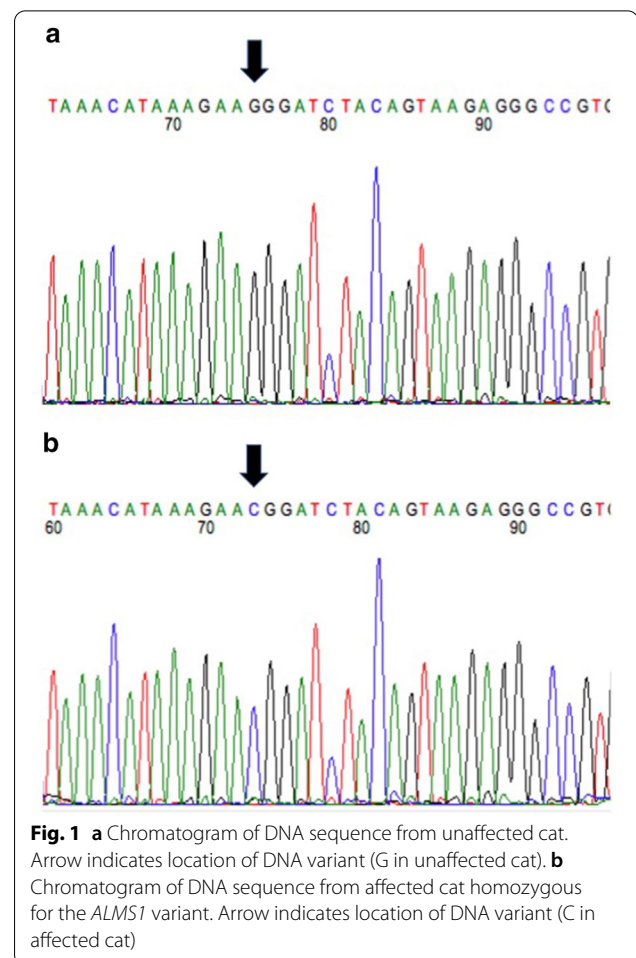 a
TAAACATAAAGAAGGGATCTACAGTAAGAGGGCCGTC
70 80 90
b
TAAACATAAAGAACGGATCTACAGTAAGAGGGCCGT
60 70 80 90
Fig. 1 a Chromatogram of DNA sequence from unaffected cat.
Arrow indicates location of DNA variant (G in unaffected cat). b
Chromatogram of DNA sequence from affected cat homozygous
for the ALMS1 variant. Arrow indicates location of DNA variant (C in
affected cat)